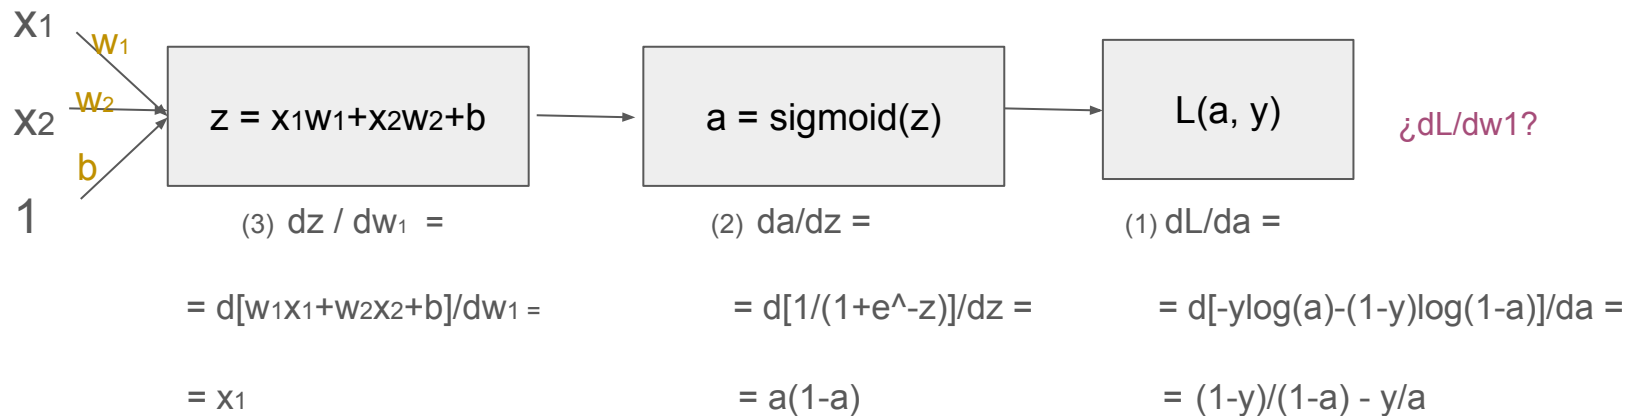 x1
w1
x2
w2
b
1
z = x1w1+x2w2+b
a = sigmoid(z)
L(a, y)
¿dL/dw1?
(3) dz / dw1 =
(2) da/dz =
(1) dL/da =
= d[w1x1+w2x2+b]/dw1 =
= d[1/(1+e^-z)]/dz =
= d[-ylog(a)-(1-y)log(1-a)]/da =
= x1
= a(1-a)
= (1-y)/(1-a) - y/a